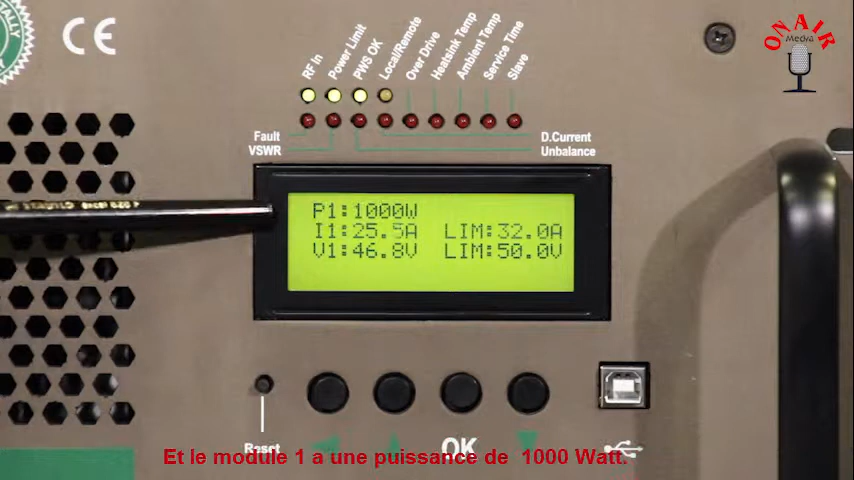 CE
ON AIR
Media
RF In
Power Limit
PWS OK
Local/Remote
Over Drive
Heatsink Temp
Ambient Temp
Service Time
Slave
Fault
VSWR
D.Current
Unbalance
P1:1000W
I1:25.5A LIM:32.0A
V1:46.8V LIM:50.0V
Reset
OK
Et le module 1 a une puissance de 1000 Watt.